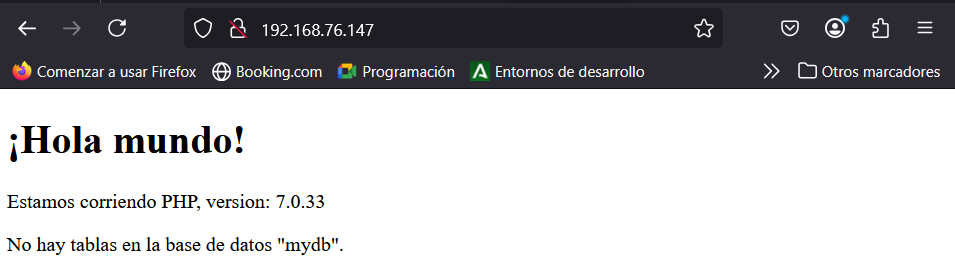 192.168.76.147
Comenzar a usar Firefox Booking.com Programación Entornos de desarrollo Otros marcadores
¡Hola mundo!
Estamos corriendo PHP, version: 7.0.33
No hay tablas en la base de datos "mydb".